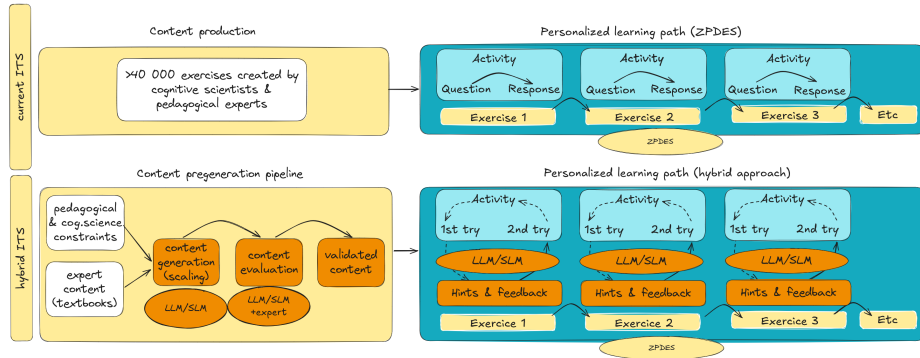 current ITS
Content production
>40 000 exercises created by
cognitive scientists &
pedagogical experts
Personalized learning path (ZPDES)
Activity
Question
Response
Exercise 1
Activity
Question
Response
Exercise 2
Activity
Question
Response
Exercise 3
Etc
ZPDES
hybrid ITS
Content pregeneration pipeline
pedagogical
& cog.science
constraints
expert
content
(textbooks)
content
generation
(scaling)
LLM/SLM
content
evaluation
LLM/SLM
+expert
validated
content
Personalized learning path (hybrid approach)
Activity
1st try
2nd try
LLM/SLM
Hints & feedback
Exercice 1
Activity
1st try
2nd try
LLM/SLM
Hints & feedback
Exercice 2
Activity
1st try
2nd try
LLM/SLM
Hints & feedback
Exercice 3
Etc
ZPDES